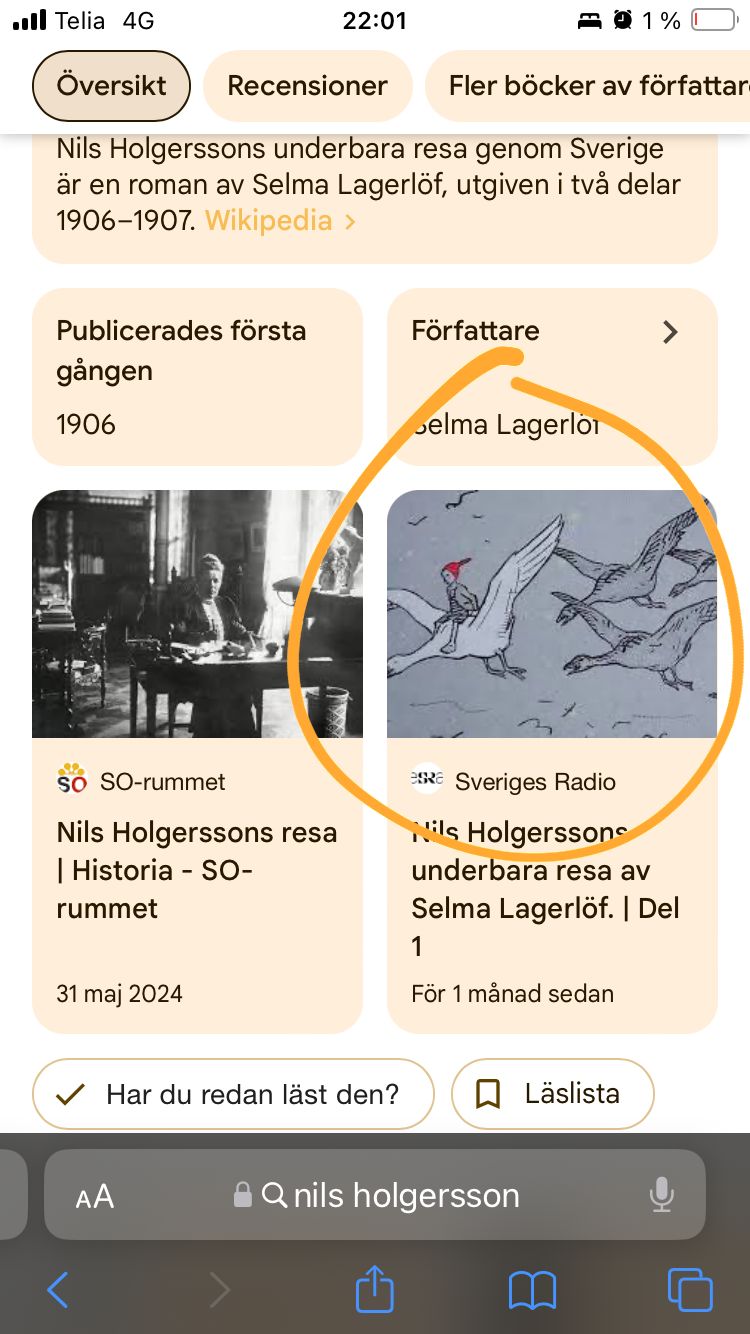 Telia 4G 22:01 1 %
Översikt Recensioner Fler böcker av författare
Nils Holgerssons underbara resa genom Sverige
är en roman av Selma Lagerlöf, utgiven i två delar
1906–1907. Wikipedia >
Publicerades första
gången
1906
Författare
Selma Lagerlöf
SO SO-rummet
Nils Holgerssons resa
| Historia - SO-
rummet
31 maj 2024
Sveriges Radio
Nils Holgerssons
underbara resa av
Selma Lagerlöf. | Del
1
För 1 månad sedan
Har du redan läst den? Läslista
AA nils holgersson